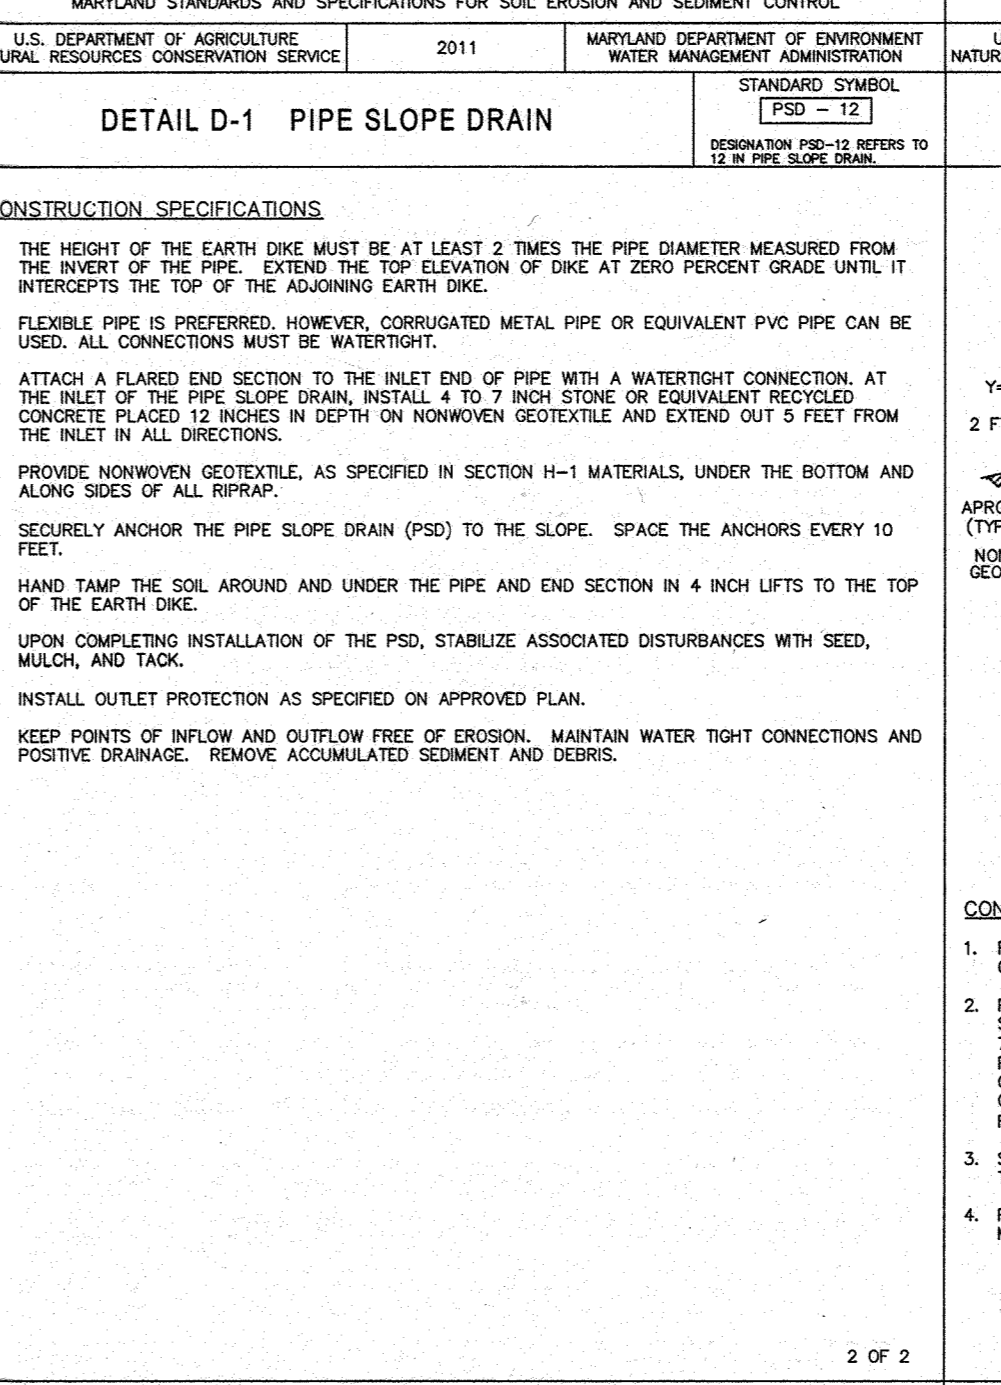 MARYLAND STANDARDS AND SPECIFICATIONS FOR SOIL EROSION AND SEDIMENT CONTROL
U.S. DEPARTMENT OF AGRICULTURE
URAL RESOURCES CONSERVATION SERVICE
2011
MARYLAND DEPARTMENT OF ENVIRONMENT
WATER MANAGEMENT ADMINISTRATION
DETAIL D-1 PIPE SLOPE DRAIN
STANDARD SYMBOL
PSD - 12
DESIGNATION PSD-12 REFERS TO
12 IN PIPE SLOPE DRAIN.
ONSTRUCTION SPECIFICATIONS
THE HEIGHT OF THE EARTH DIKE MUST BE AT LEAST 2 TIMES THE PIPE DIAMETER MEASURED FROM
THE INVERT OF THE PIPE. EXTEND THE TOP ELEVATION OF DIKE AT ZERO PERCENT GRADE UNTIL IT
INTERCEPTS THE TOP OF THE ADJOINING EARTH DIKE.
FLEXIBLE PIPE IS PREFERRED. HOWEVER, CORRUGATED METAL PIPE OR EQUIVALENT PVC PIPE CAN BE
USED. ALL CONNECTIONS MUST BE WATERTIGHT.
ATTACH A FLARED END SECTION TO THE INLET END OF PIPE WITH A WATERTIGHT CONNECTION. AT
THE INLET OF THE PIPE SLOPE DRAIN, INSTALL 4 TO 7 INCH STONE OR EQUIVALENT RECYCLED
CONCRETE PLACED 12 INCHES IN DEPTH ON NONWOVEN GEOTEXTILE AND EXTEND OUT 5 FEET FROM
THE INLET IN ALL DIRECTIONS.
PROVIDE NONWOVEN GEOTEXTILE, AS SPECIFIED IN SECTION H-1 MATERIALS, UNDER THE BOTTOM AND
ALONG SIDES OF ALL RIPRAP.
SECURELY ANCHOR THE PIPE SLOPE DRAIN (PSD) TO THE SLOPE. SPACE THE ANCHORS EVERY 10
FEET.
HAND TAMP THE SOIL AROUND AND UNDER THE PIPE AND END SECTION IN 4 INCH LIFTS TO THE TOP
OF THE EARTH DIKE.
UPON COMPLETING INSTALLATION OF THE PSD, STABILIZE ASSOCIATED DISTURBANCES WITH SEED,
MULCH, AND TACK.
INSTALL OUTLET PROTECTION AS SPECIFIED ON APPROVED PLAN.
KEEP POINTS OF INFLOW AND OUTFLOW FREE OF EROSION. MAINTAIN WATER TIGHT CONNECTIONS AND
POSITIVE DRAINAGE. REMOVE ACCUMULATED SEDIMENT AND DEBRIS.
2 OF 2
U
NATUR
Y=
2 F
APRO
(TYP
NON
GEO
CON
1.
2.
3. S
4.